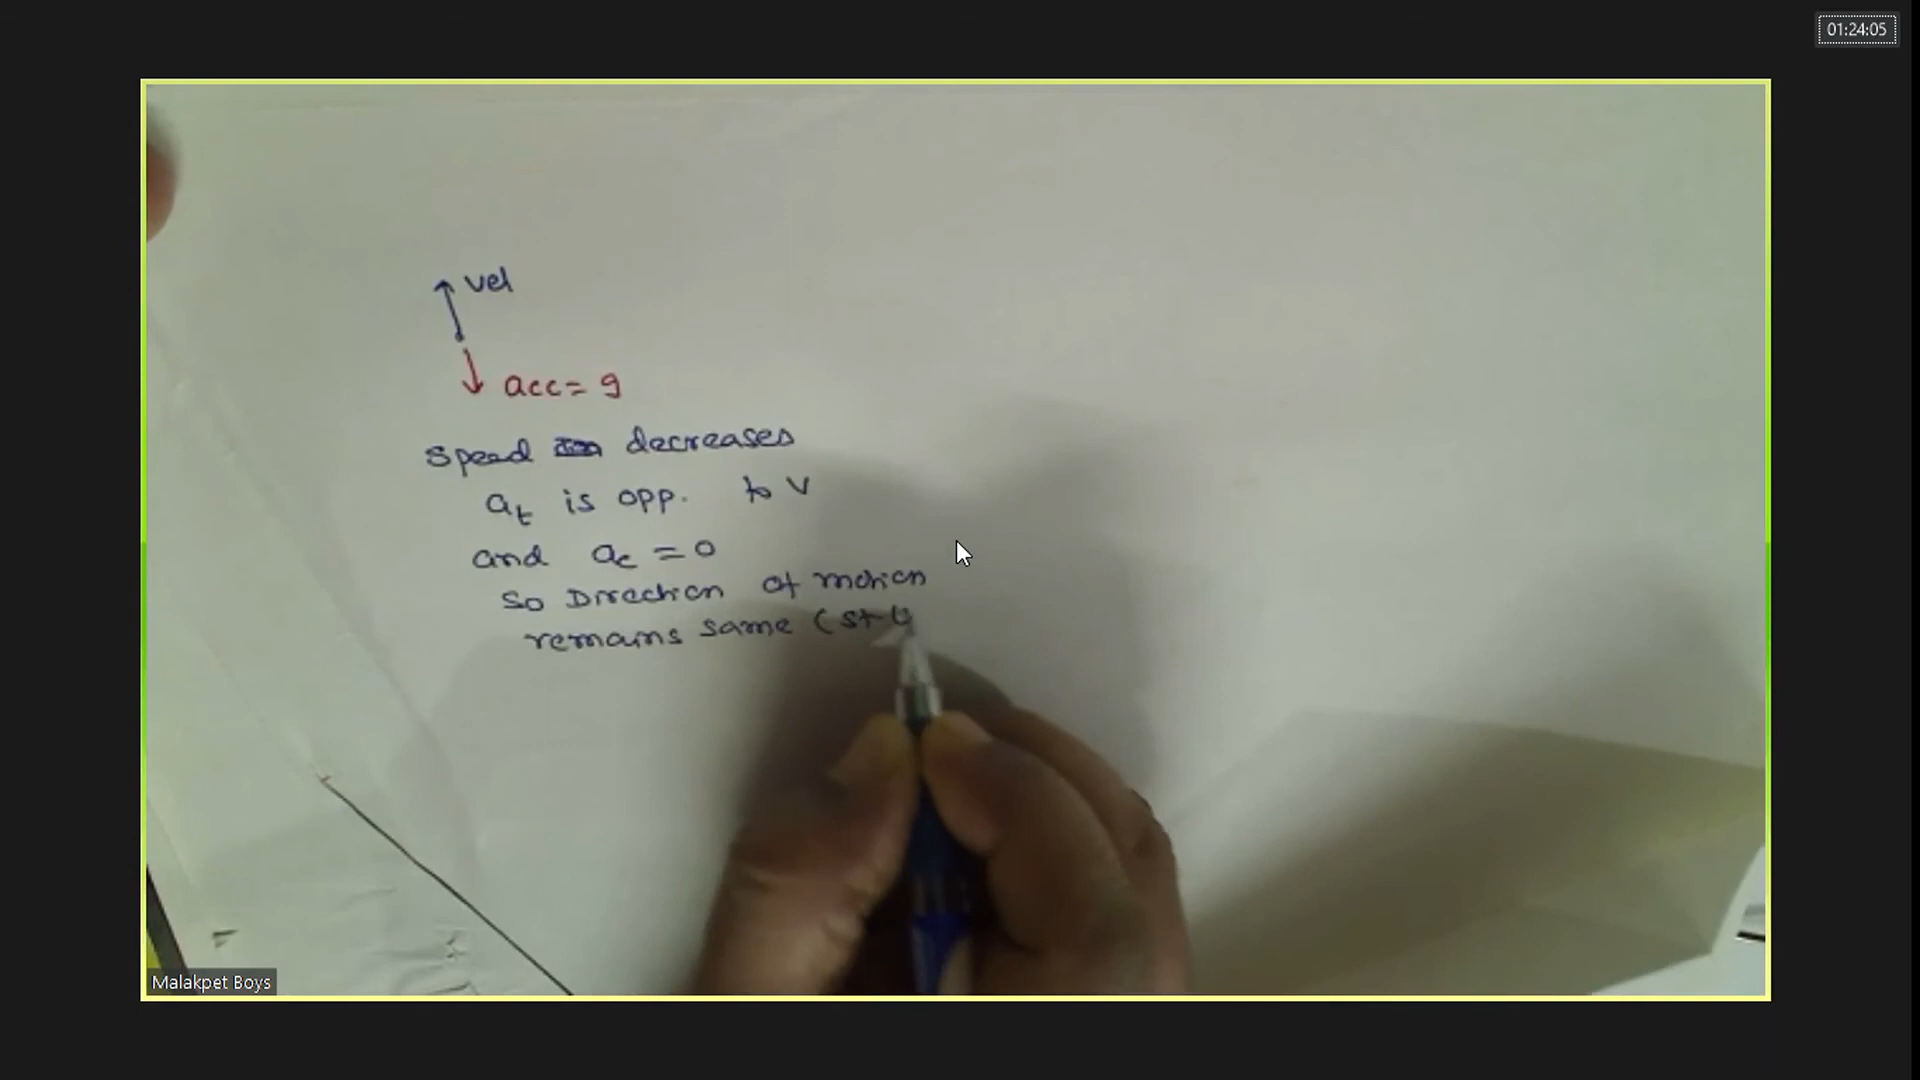 01:24:05
vel
acc = g
speed decreases
at is opp. to v
and ac = 0
so Direction of motion
remains same (st
Malakpet Boys